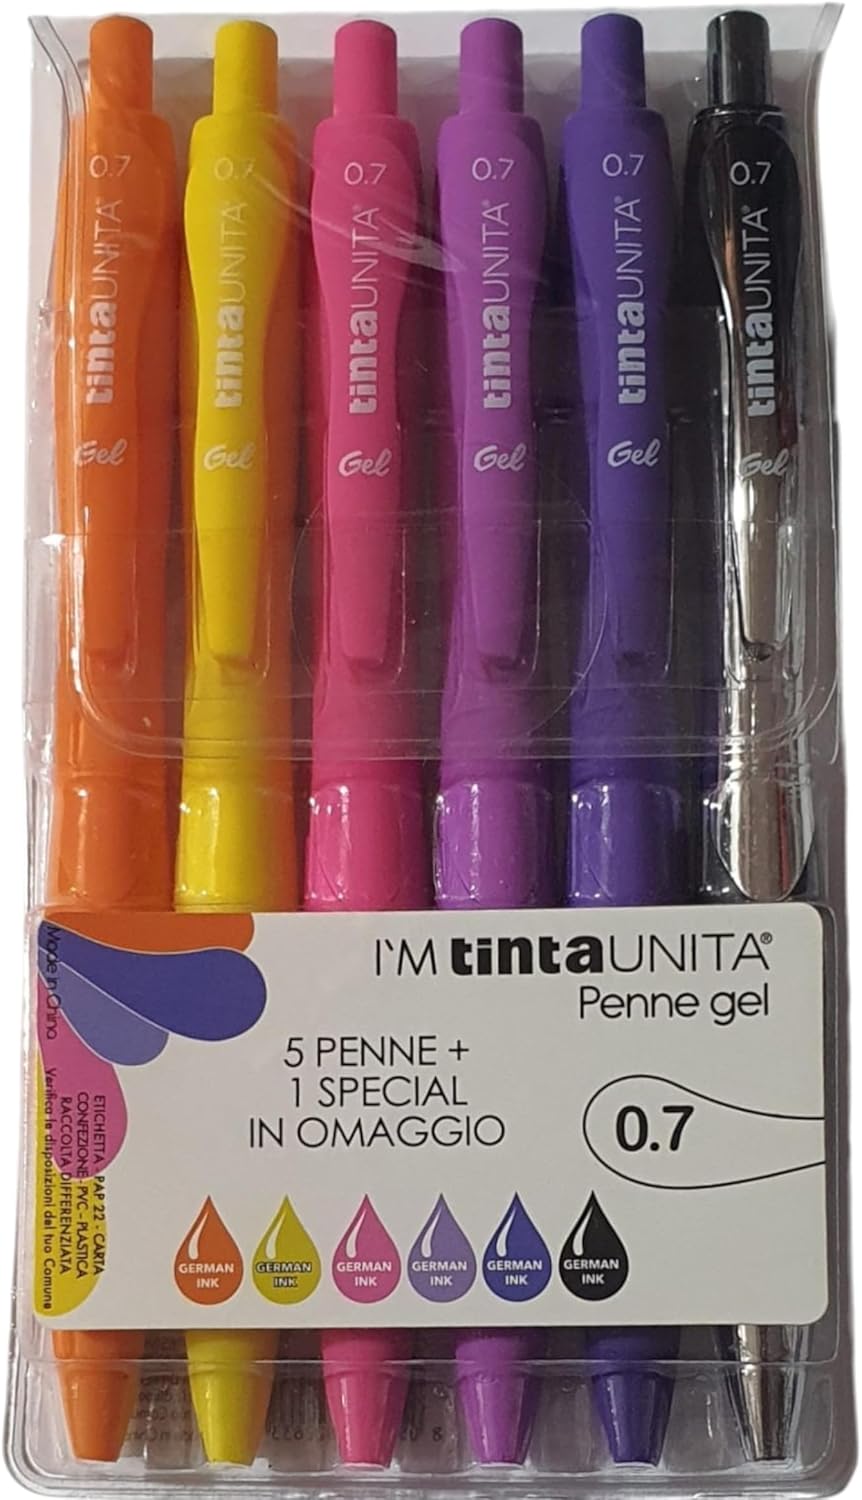 0.7
tintaUNITA®
Gel
0.7
tintaUNITA®
Gel
0.7
tintaUNITA®
Gel
0.7
tintaUNITA®
Gel
0.7
tintaUNITA®
Gel
0.7
tintaUNITA®
Gel
I'M tintaUNITA®
Penne gel
5 PENNE +
1 SPECIAL
IN OMAGGIO
0.7
GERMAN
INK
GERMAN
INK
GERMAN
INK
GERMAN
INK
GERMAN
INK
GERMAN
INK
Made in China
ETICHETTA - PAP 22 - CARTA
CONFEZIONE - PVC - PLASTICA
RACCOLTA DIFFERENZIATA
Verifica le disposizioni del tuo Comune